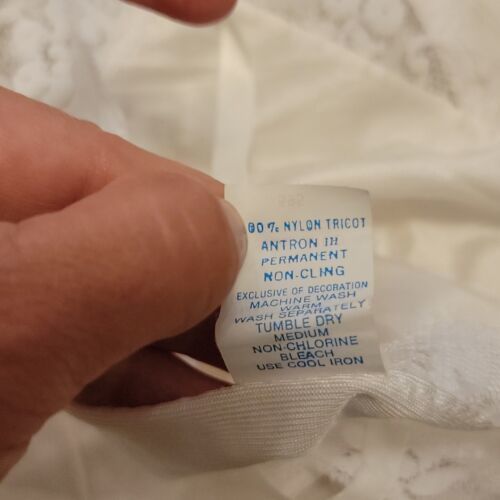 00% NYLON TRICOT
ANTRON III
PERMANENT
NON-CLING
EXCLUSIVE OF DECORATION
MACHINE WASH
WARM
WASH SEPARATELY
TUMBLE DRY
MEDIUM
NON-CHLORINE
BLEACH
USE COOL IRON